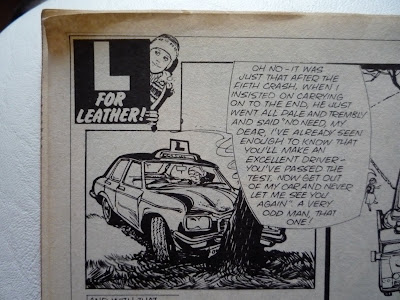 L
FOR
LEATHER!
OH NO - IT WAS
JUST THAT AFTER THE
FIFTH CRASH, WHEN I
INSISTED ON CARRYING
ON TO THE END, HE JUST
WENT ALL PALE AND TREMBLY
AND SAID "NO NEED, MY
DEAR, I'VE ALREADY SEEN
ENOUGH TO KNOW THAT
YOU'LL MAKE AN
EXCELLENT DRIVER -
YOU'VE PASSED THE
TEST. NOW GET OUT
OF MY CAR AND NEVER
LET ME SEE YOU
AGAIN". A VERY
ODD MAN, THAT
ONE!
L
AND WITH THAT